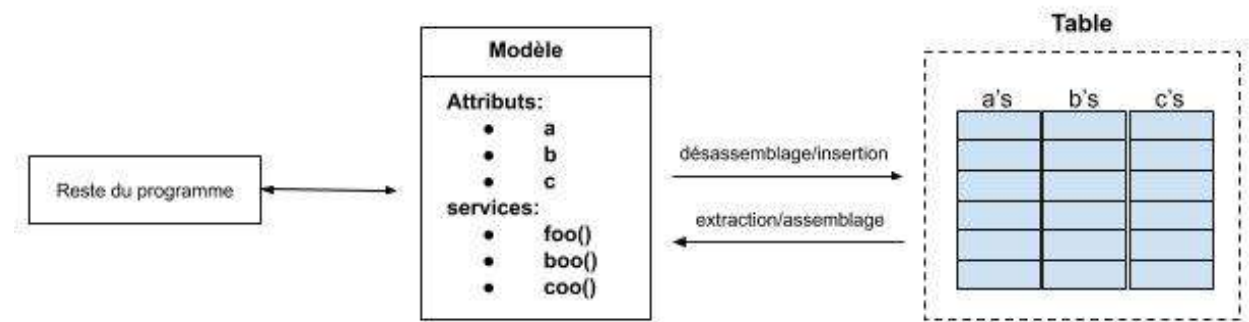 Table
Modèle
a's b's c's
Attributs:
● a
● b
● c
services:
● foo()
● boo()
● coo()
Reste du programme
désassemblage/insertion
extraction/assemblage